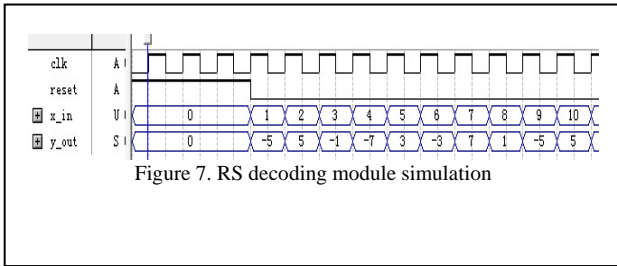 clk A
reset A
x_in U 0 1 2 3 4 5 6 7 8 9 10
y_out S 0 -5 5 -1 -7 3 -3 7 1 -5 5
Figure 7. RS decoding module simulation